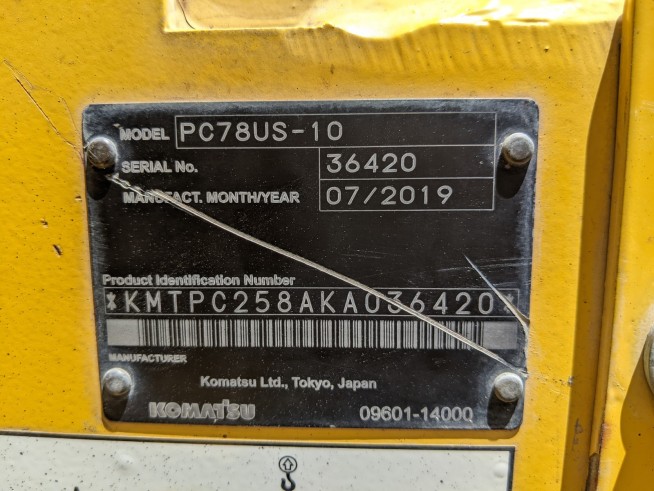 MODEL PC78US-10
SERIAL No. 36420
MANUFACT. MONTH/YEAR 07/2019
Product Identification Number
*KMTPC258AKA036420*
MANUFACTURER
Komatsu Ltd., Tokyo, Japan
KOMATSU 09601-14000